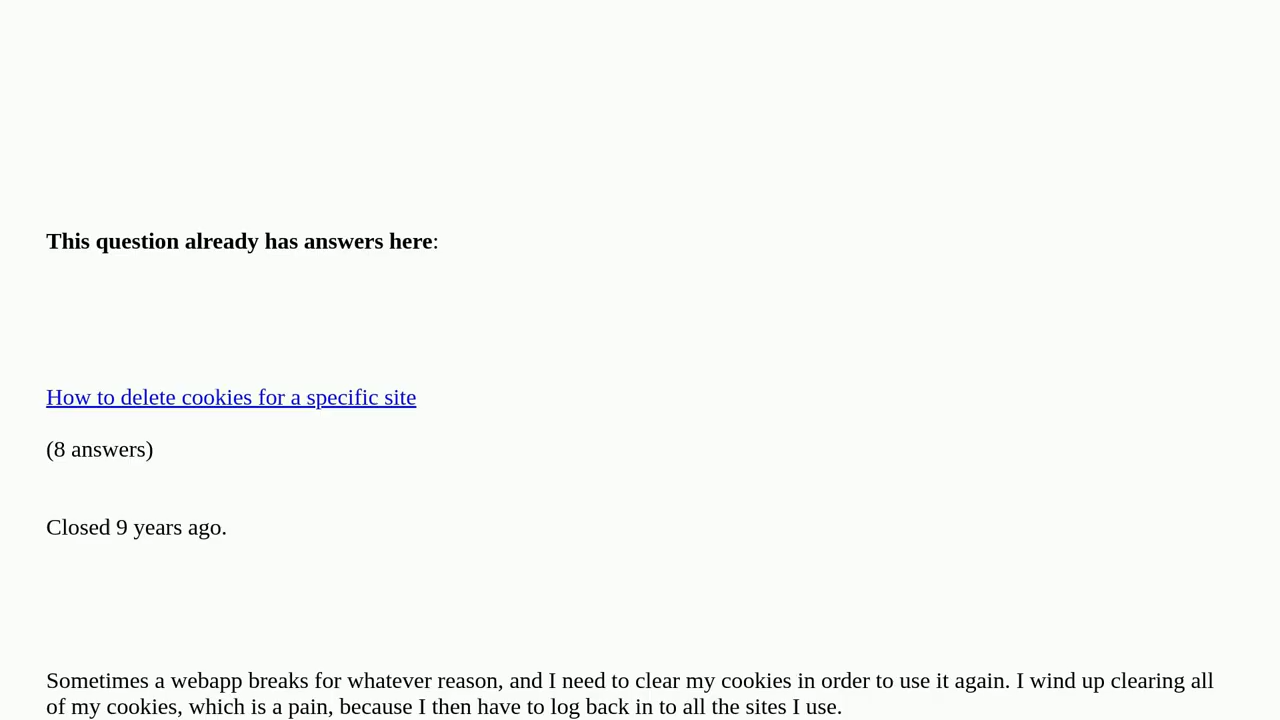 This question already has answers here:
How to delete cookies for a specific site
(8 answers)
Closed 9 years ago.
Sometimes a webapp breaks for whatever reason, and I need to clear my cookies in order to use it again. I wind up clearing all
of my cookies, which is a pain, because I then have to log back in to all the sites I use.